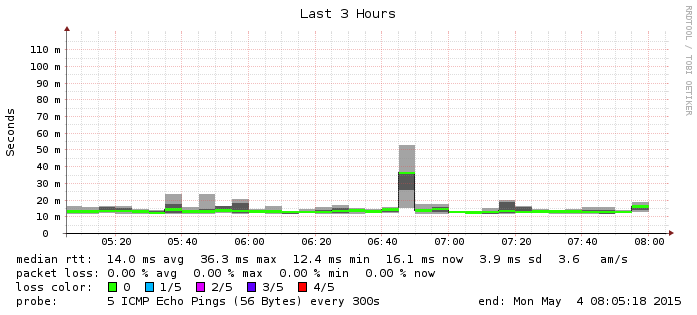 Last 3 Hours
RRDTOOL / TOBI OETIKER
Seconds
110 m
100 m
90 m
80 m
70 m
60 m
50 m
40 m
30 m
20 m
10 m
0
05:20 05:40 06:00 06:20 06:40 07:00 07:20 07:40 08:00
median rtt: 14.0 ms avg 36.3 ms max 12.4 ms min 16.1 ms now 3.9 ms sd 3.6 am/s
packet loss: 0.00 % avg 0.00 % max 0.00 % min 0.00 % now
loss color: 0 1/5 2/5 3/5 4/5
probe: 5 ICMP Echo Pings (56 Bytes) every 300s end: Mon May 4 08:05:18 2015